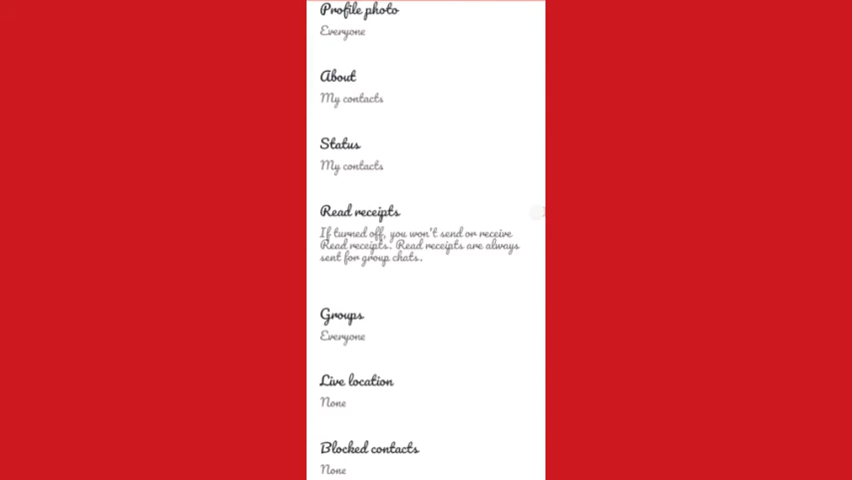 Profile photo
Everyone
About
My contacts
Status
My contacts
Read receipts
If turned off, you won't send or receive
Read receipts. Read receipts are always
sent for group chats.
Groups
Everyone
Live location
None
Blocked contacts
None